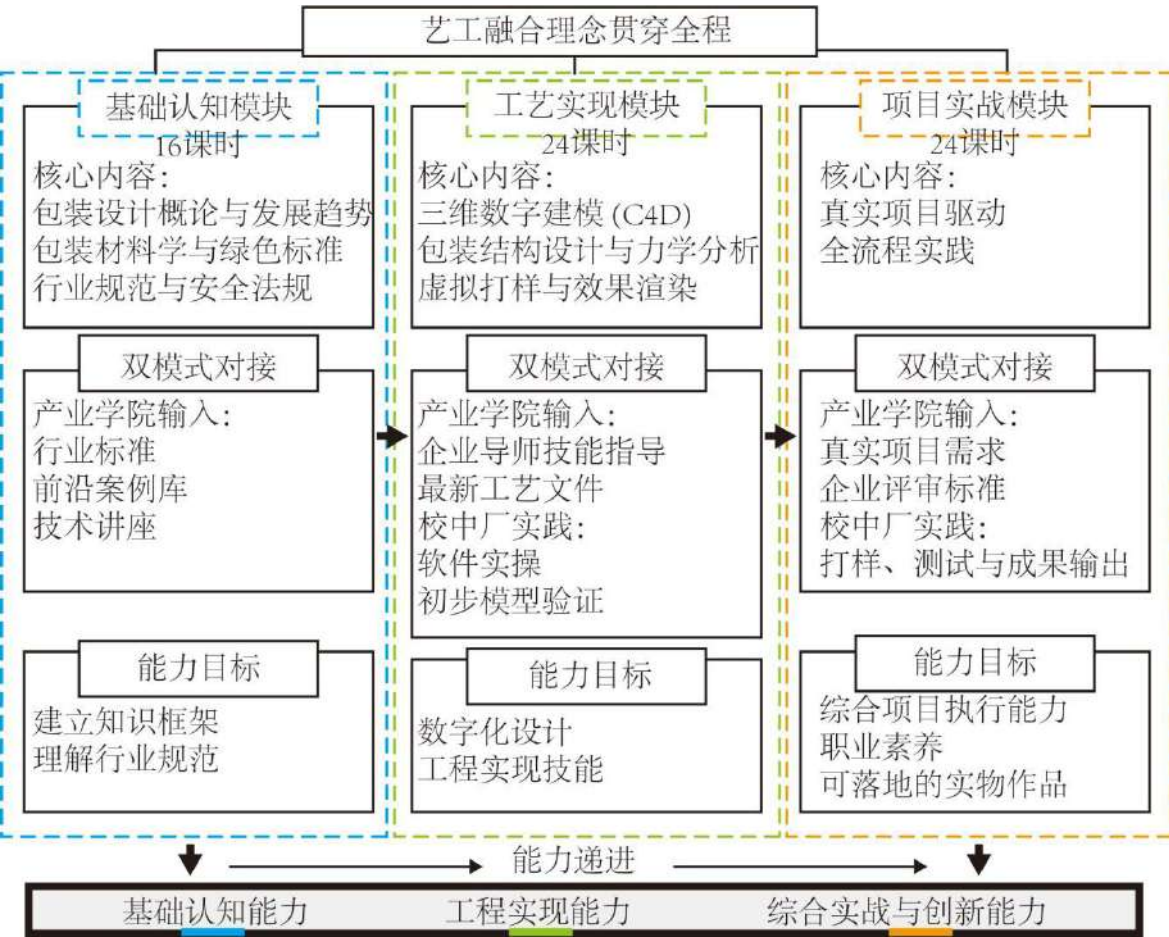 艺工融合理念贯穿全程
基础认知模块
16课时
核心内容：
包装设计概论与发展趋势
包装材料学与绿色标准
行业规范与安全法规
双模式对接
产业学院输入：
行业标准
前沿案例库
技术讲座
能力目标
建立知识框架
理解行业规范
工艺实现模块
24课时
核心内容：
三维数字建模 (C4D)
包装结构设计与力学分析
虚拟打样与效果渲染
双模式对接
产业学院输入：
企业导师技能指导
最新工艺文件
校中厂实践：
软件实操
初步模型验证
能力目标
数字化设计
工程实现技能
项目实战模块
24课时
核心内容：
真实项目驱动
全流程实践
双模式对接
产业学院输入：
真实项目需求
企业评审标准
校中厂实践：
打样、测试与成果输出
能力目标
综合项目执行能力
职业素养
可落地的实物作品
能力递进
基础认知能力
工程实现能力
综合实战与创新能力